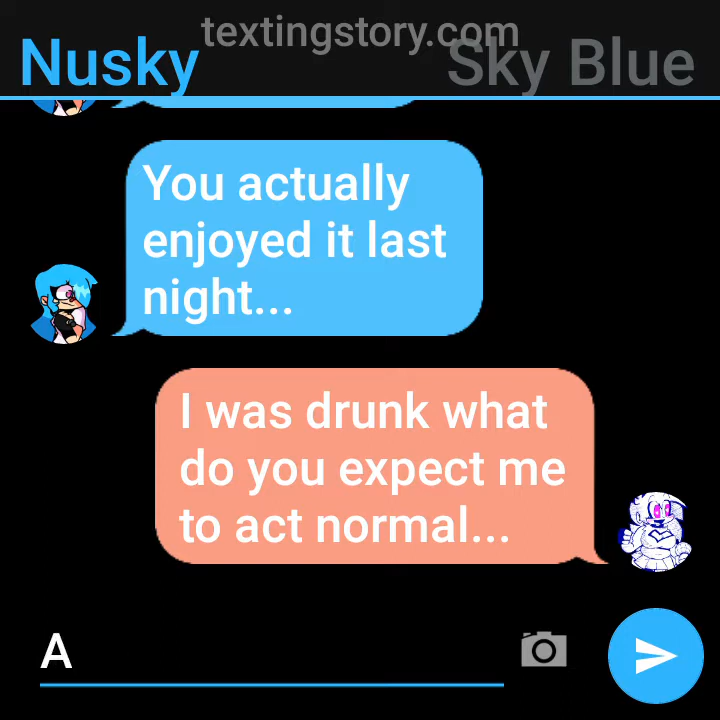 textingstory.com
Nusky
Sky Blue
You actually
enjoyed it last
night...
I was drunk what
do you expect me
to act normal...
A